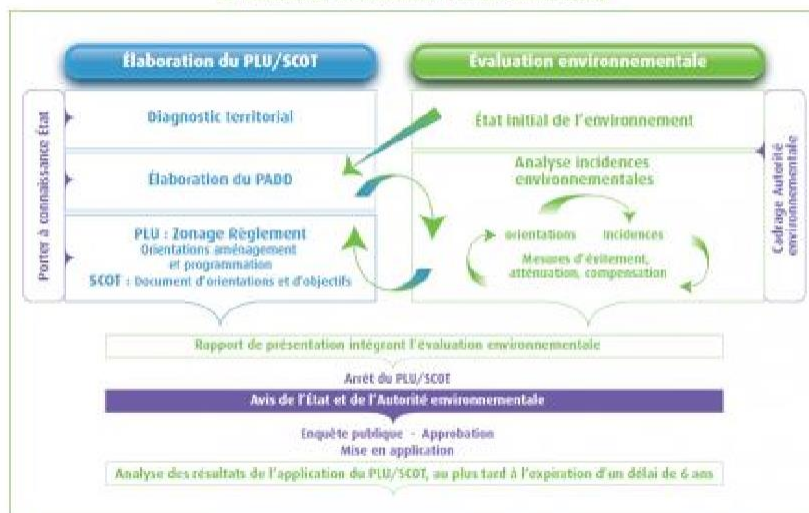 Élaboration du PLU/SCOT
Évaluation environnementale
Porter à connaissance État
Diagnostic territorial
État initial de l'environnement
Élaboration du PADD
Analyse incidences
environnementales
PLU : Zonage Règlement
Orientations aménagement
et programmation
SCOT : Document d'orientations et d'objectifs
orientations
incidences
Mesures d'évitement,
atténuation, compensation
Cadrage Autorité
environnementale
Rapport de présentation intégrant l'évaluation environnementale
Arrêt du PLU/SCOT
Avis de l'État et de l'Autorité environnementale
Enquête publique - Approbation
Mise en application
Analyse des résultats de l'application du PLU/SCOT, au plus tard à l'expiration d'un délai de 6 ans